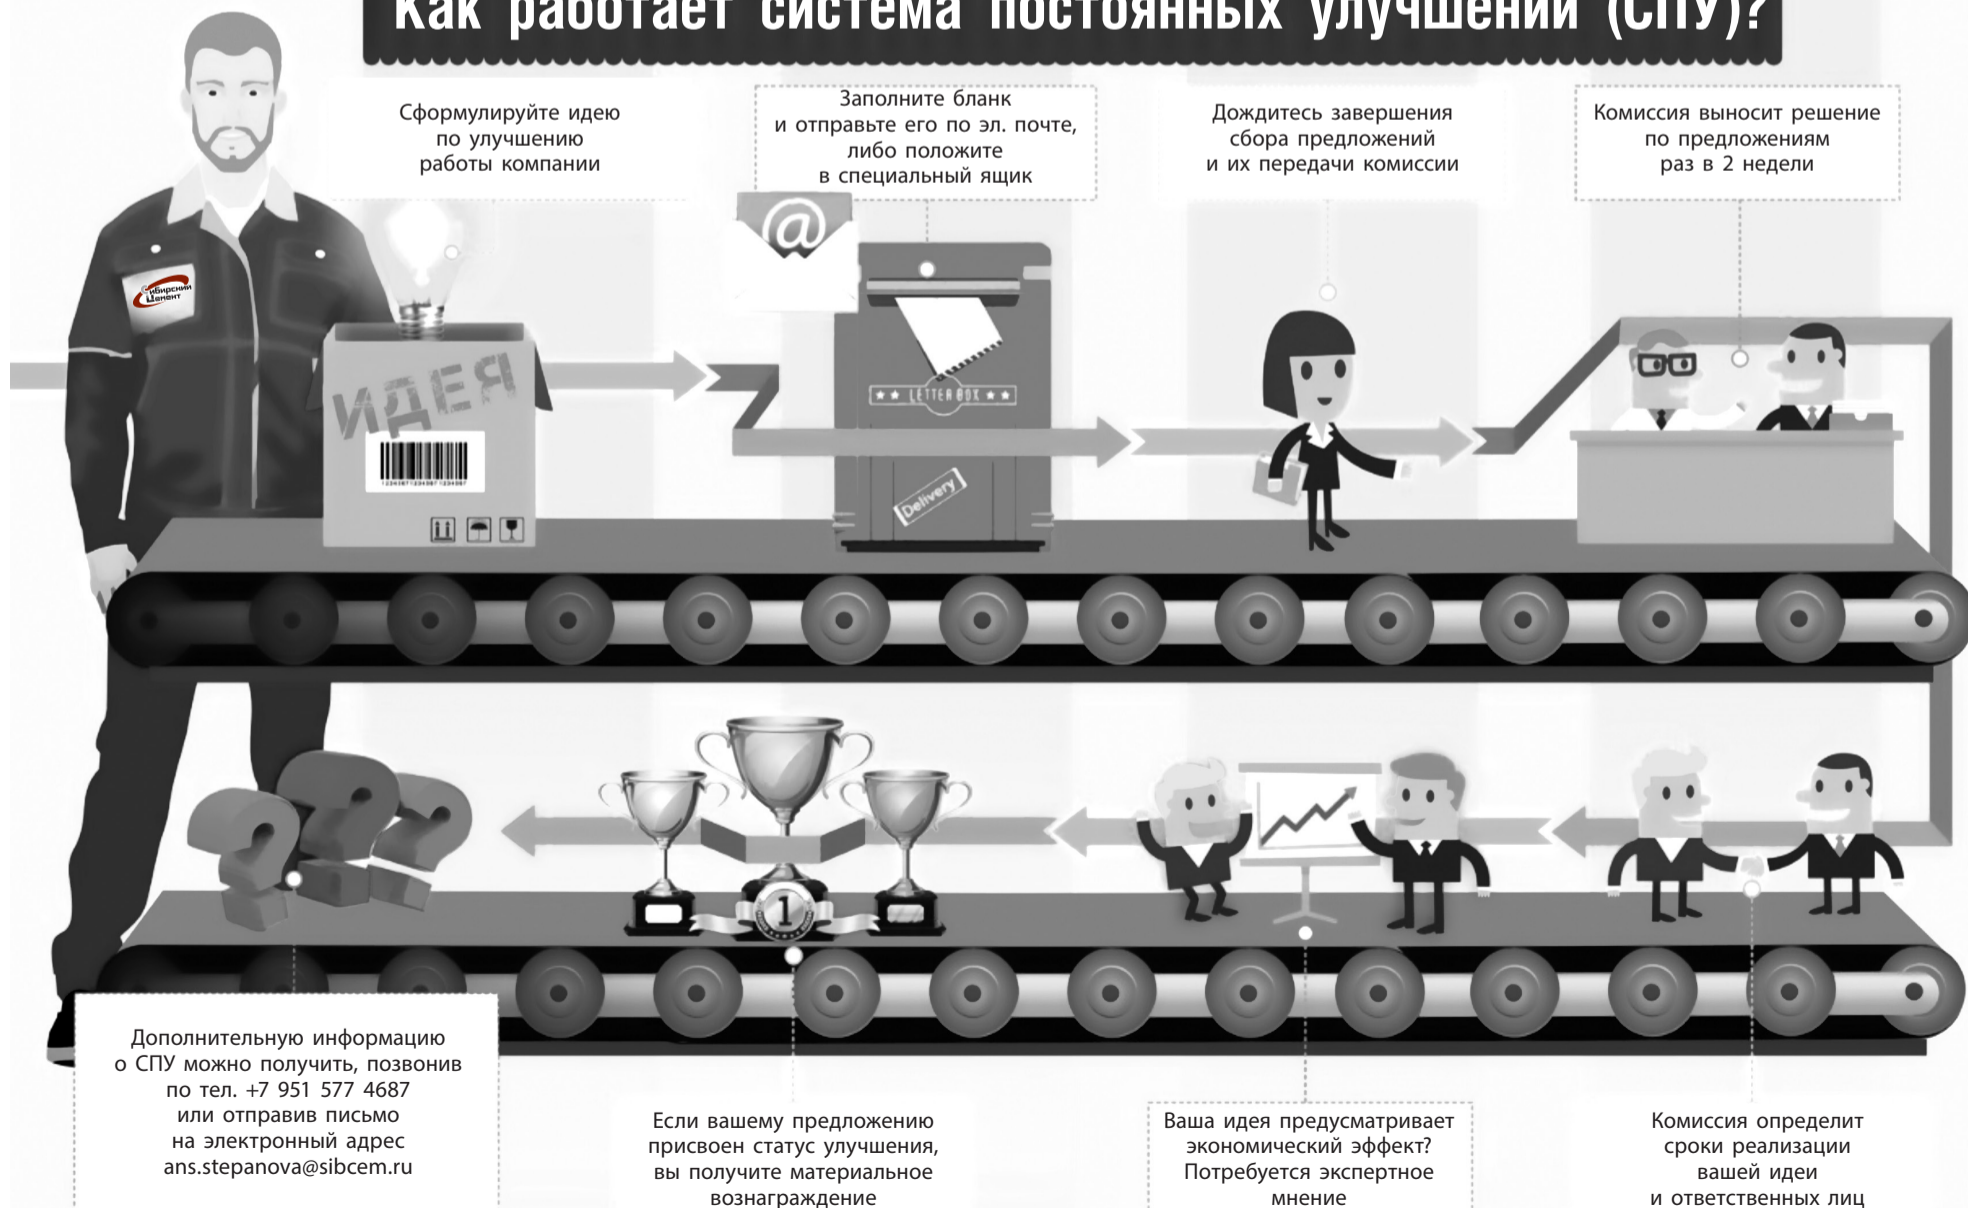 Как работает система постоянных улучшений (СПУ)?
Сформулируйте идею
по улучшению
работы компании
Заполните бланк
и отправьте его по эл. почте,
либо положите
в специальный ящик
Дождитесь завершения
сбора предложений
и их передачи комиссии
Комиссия выносит решение
по предложениям
раз в 2 недели
@
Сибирский
Цемент
ИДЕЯ
LETTER BOX
Delivery
1
Комиссия определит
сроки реализации
вашей идеи
и ответственных лиц
Ваша идея предусматривает
экономический эффект?
Потребуется экспертное
мнение
Если вашему предложению
присвоен статус улучшения,
вы получите материальное
вознаграждение
???
Дополнительную информацию
о СПУ можно получить, позвонив
по тел. +7 951 577 4687
или отправив письмо
на электронный адрес
ans.stepanova@sibcem.ru